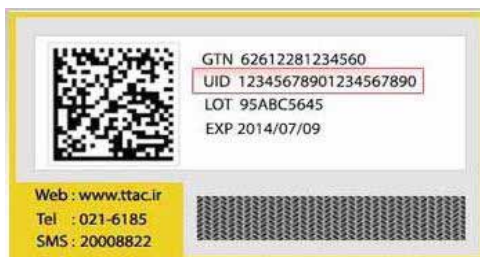 GTN 62612281234560
UID 12345678901234567890
LOT 95ABC5645
EXP 2014/07/09
Web : www.ttac.ir
Tel : 021-6185
SMS : 20008822